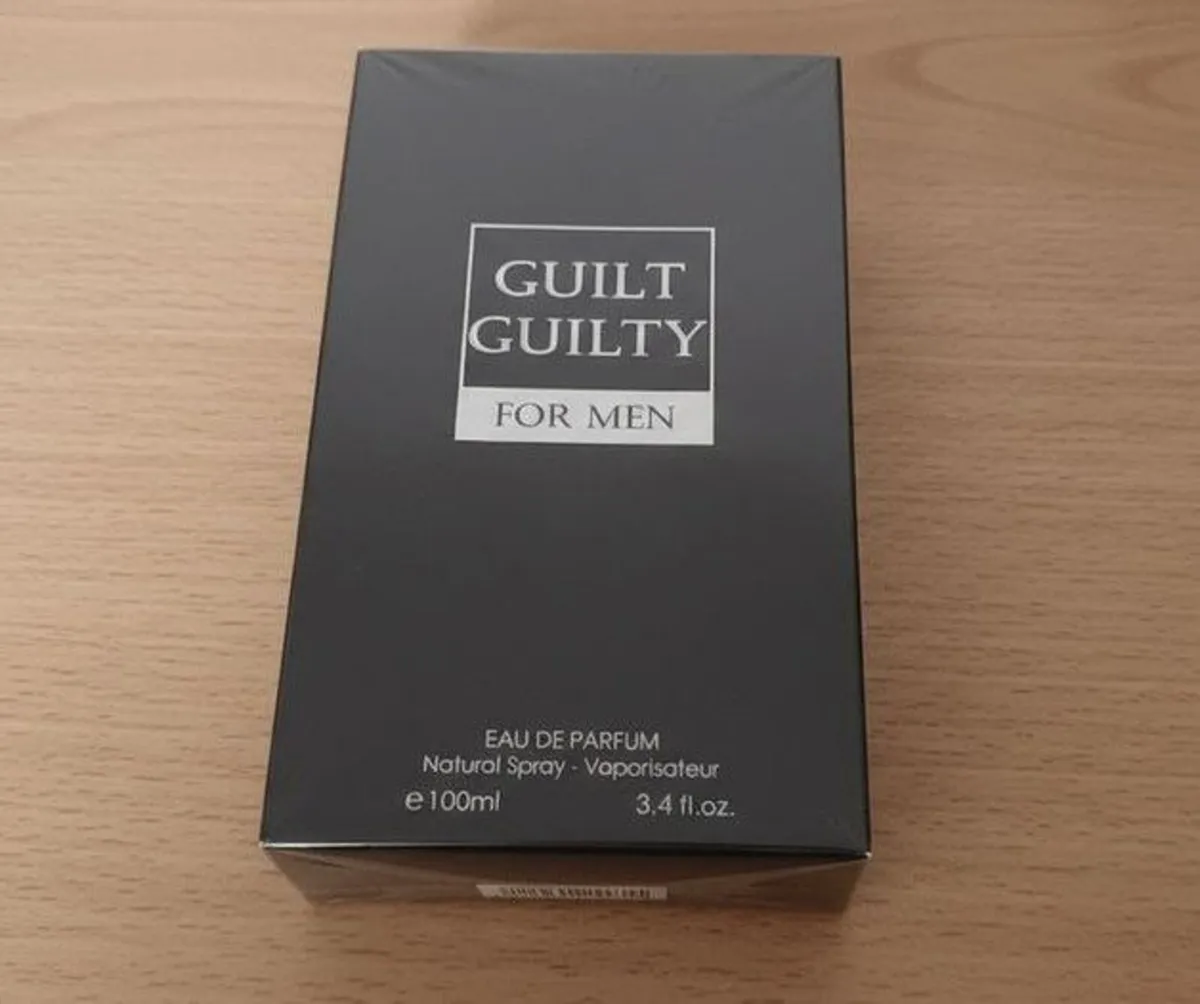 GUILT
GUILTY
FOR MEN
EAU DE PARFUM
Natural Spray - Vaporisateur
℮100ml 3.4 fl.oz.